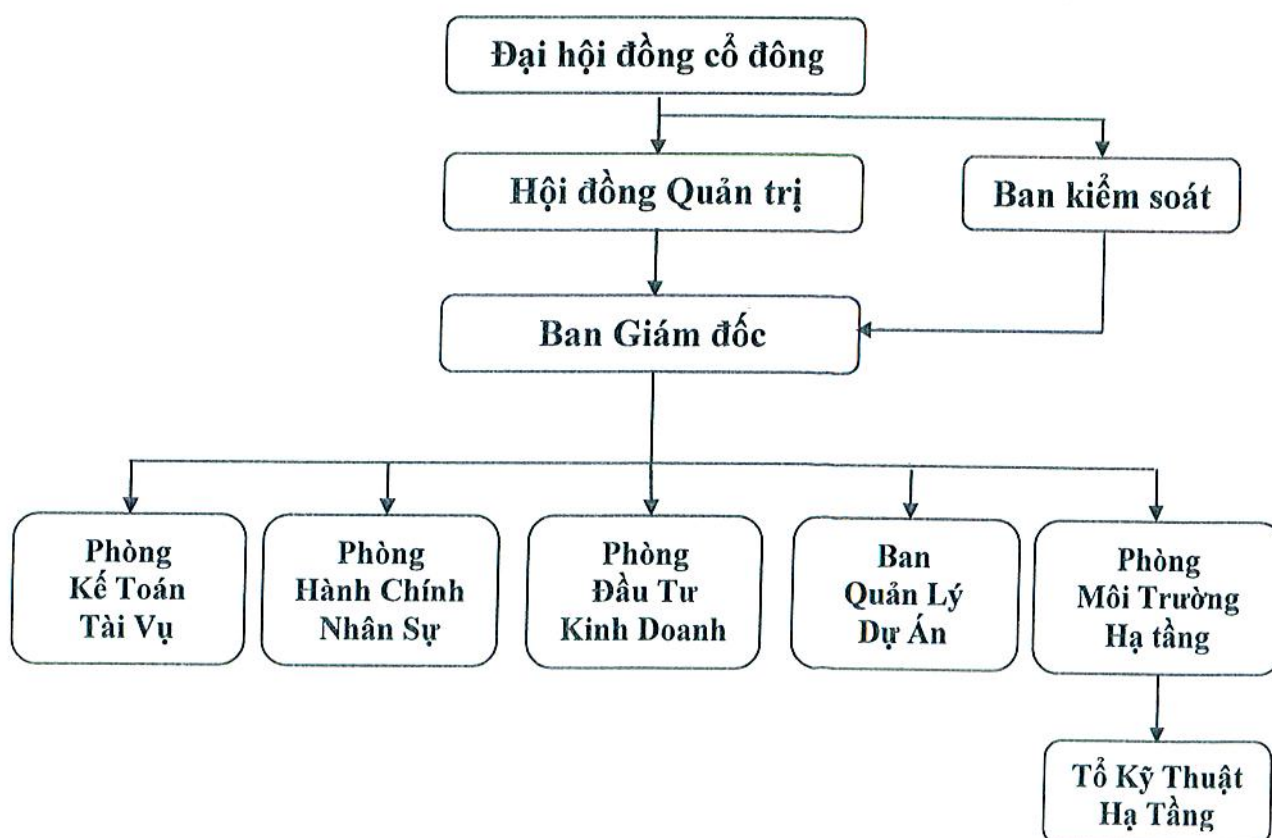 Đại hội đồng cổ đông
Hội đồng Quản trị
Ban kiểm soát
Ban Giám đốc
Phòng
Kế Toán
Tài Vụ
Phòng
Hành Chính
Nhân Sự
Phòng
Đầu Tư
Kinh Doanh
Ban
Quản Lý
Dự Án
Phòng
Môi Trường
Hạ tầng
Tổ Kỹ Thuật
Hạ Tầng